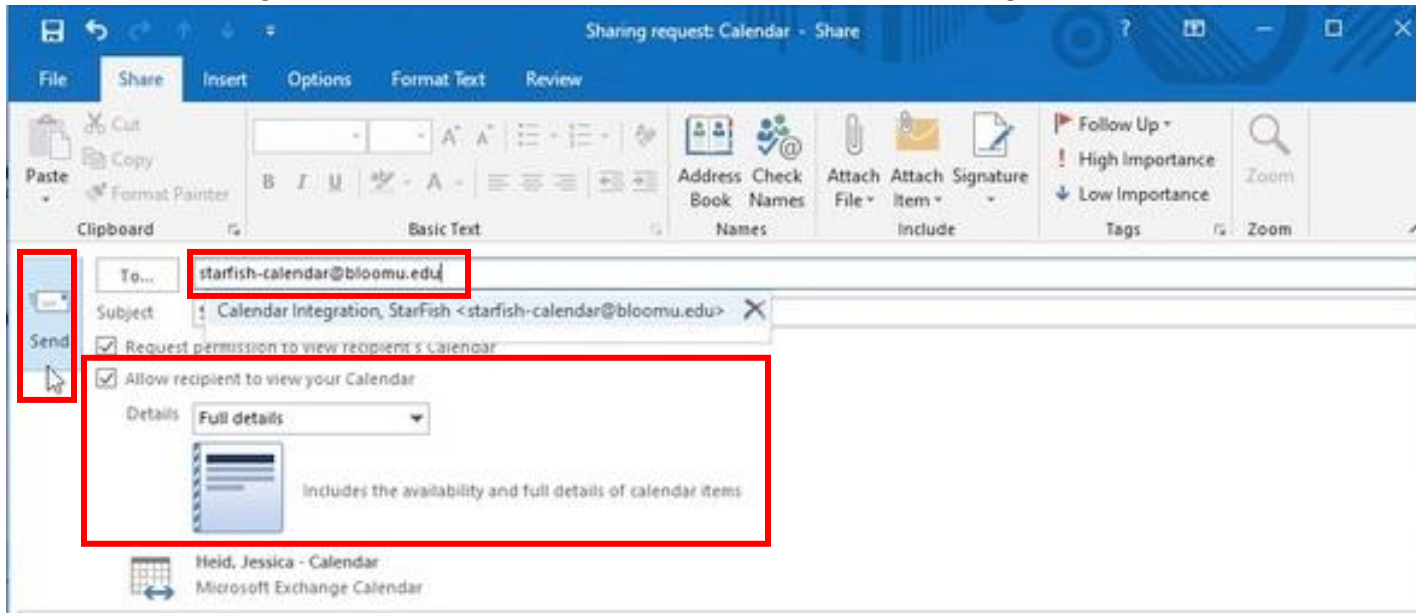 Sharing request: Calendar - Share ?
File Share Insert Options Format Text Review
Cut
Copy
Format Painter
Paste
B I U A A A
Address Book
Check Names
Attach File
Attach Item
Signature
Follow Up
! High Importance
Low Importance
Zoom
Clipboard Basic Text Names Include Tags Zoom
To... starfish-calendar@bloomu.edu
Subject Calendar Integration, StarFish <starfish-calendar@bloomu.edu>
Send
Request permission to view recipient's Calendar
Allow recipient to view your Calendar
Details Full details
Includes the availability and full details of calendar items
Heid, Jessica - Calendar
Microsoft Exchange Calendar